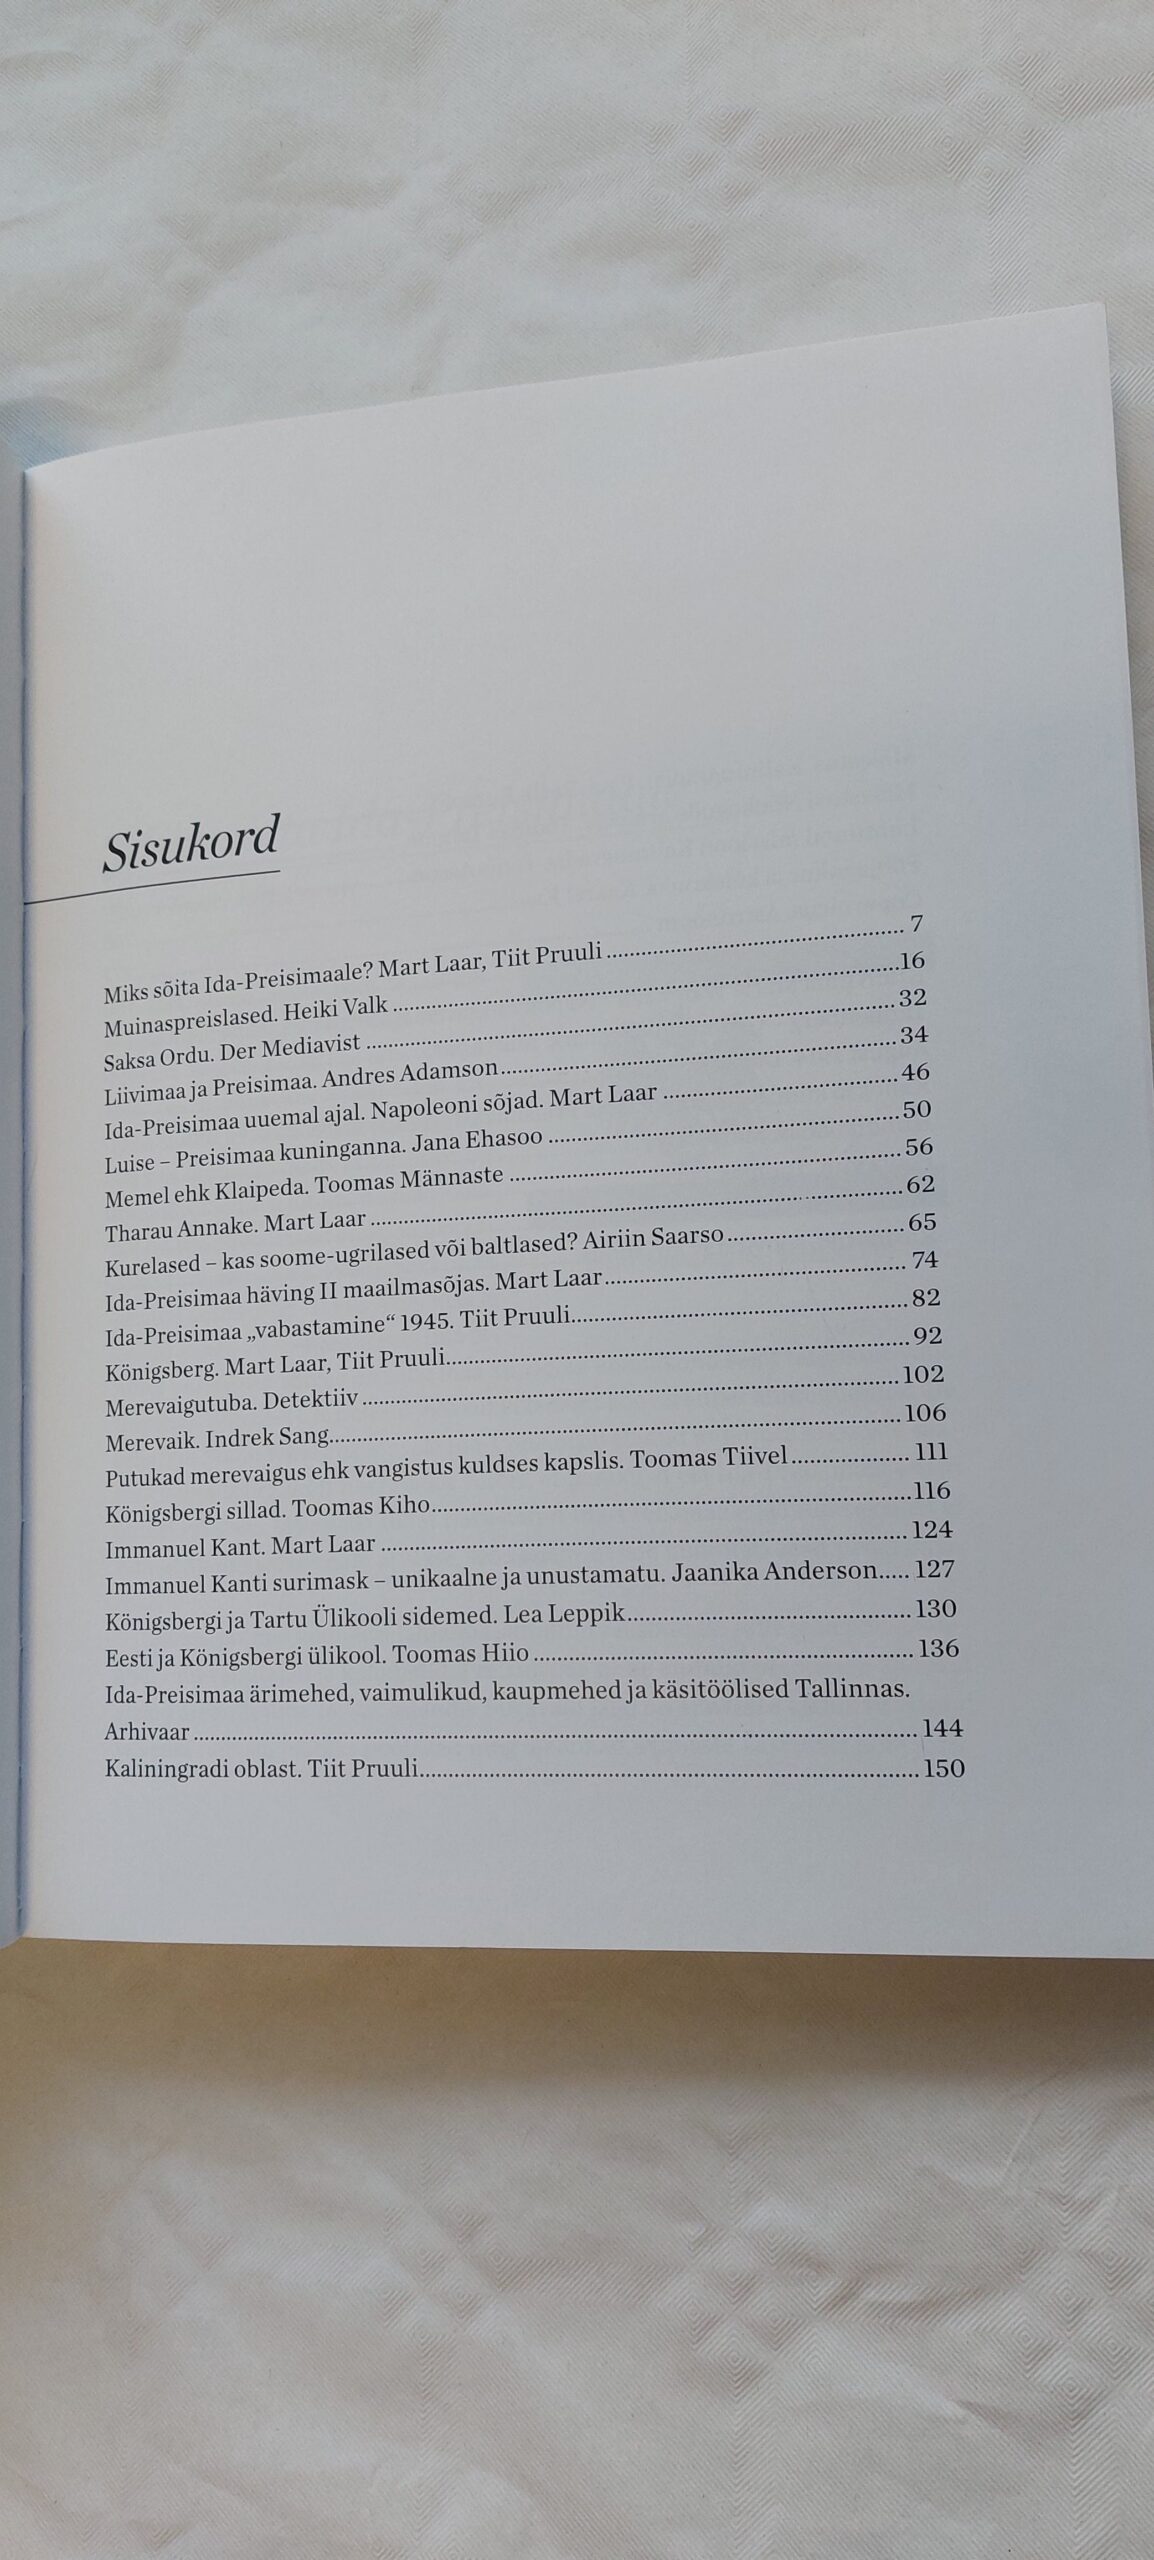 Sisukord
Miks sõita Ida-Preisimaale? Mart Laar, Tiit Pruuli ........ 7
Muinaspreislased. Heiki Valk ........ 16
Saksa Ordu. Der Mediavist ........ 32
Liivimaa ja Preisimaa. Andres Adamson ........ 34
Ida-Preisimaa uuemal ajal. Napoleoni sõjad. Mart Laar ........ 46
Luise – Preisimaa kuninganna. Jana Ehasoo ........ 50
Memel ehk Klaipeda. Toomas Männaste ........ 56
Tharau Annake. Mart Laar ........ 62
Kurelased – kas soome-ugrilased või baltlased? Airiin Saarso ........ 65
Ida-Preisimaa häving II maailmasõjas. Mart Laar ........ 74
Ida-Preisimaa „vabastamine“ 1945. Tiit Pruuli ........ 82
Königsberg. Mart Laar, Tiit Pruuli ........ 92
Merevaigutuba. Detektiiv ........ 102
Merevaik. Indrek Sang ........ 106
Putukad merevaigus ehk vangistus kuldses kapslis. Toomas Tiivel ........ 111
Königsbergi sillad. Toomas Kiho ........ 116
Immanuel Kant. Mart Laar ........ 124
Immanuel Kanti surimask – unikaalne ja unustamatu. Jaanika Anderson ..... 127
Königsbergi ja Tartu Ülikooli sidemed. Lea Leppik ........ 130
Eesti ja Königsbergi ülikool. Toomas Hiio ........ 136
Ida-Preisimaa ärimehed, vaimulikud, kaupmehed ja käsitöölised Tallinnas.
Arhivaar ........ 144
Kaliningradi oblast. Tiit Pruuli ........ 150